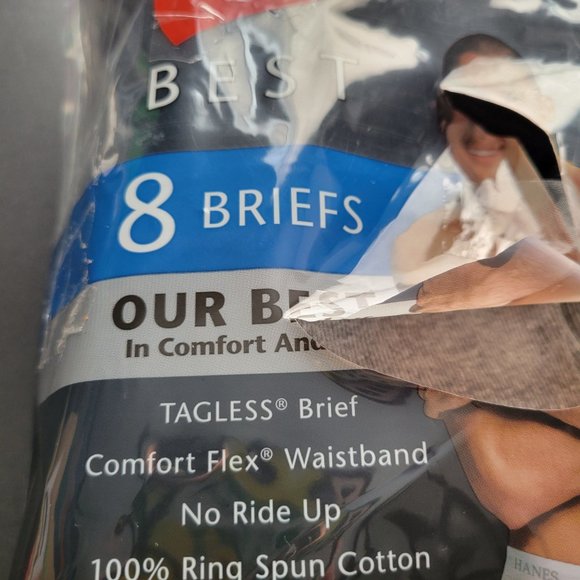 BEST
8 BRIEFS
OUR BEST
In Comfort And
TAGLESS® Brief
Comfort Flex® Waistband
No Ride Up
100% Ring Spun Cotton
HANES